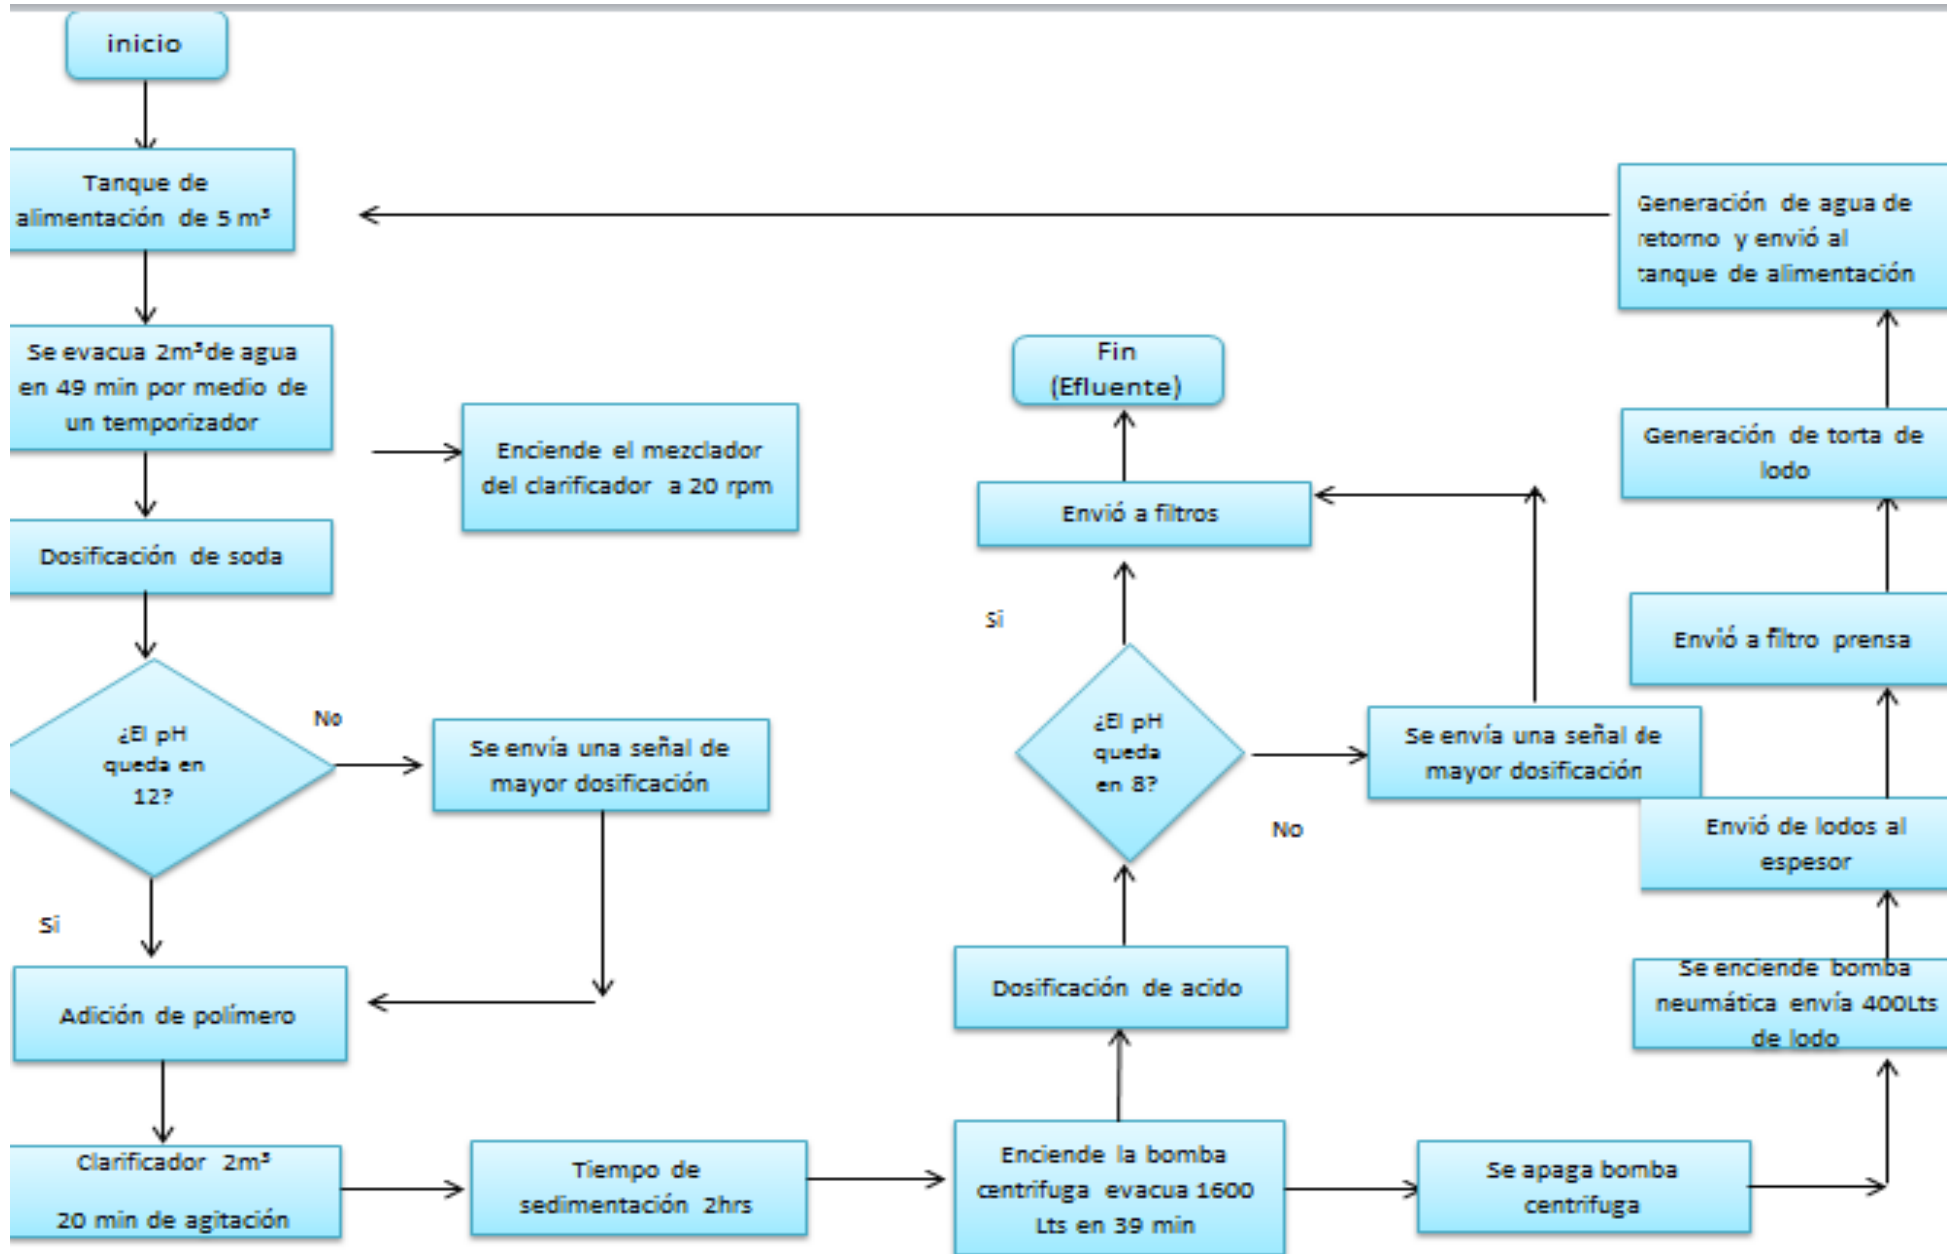 inicio
Tanque de
alimentación de 5 m³
Se evacua 2m³de agua
en 49 min por medio de
un temporizador
Enciende el mezclador
del clarificador a 20 rpm
Dosificación de soda
¿El pH
queda en
12?
No
Se envía una señal de
mayor dosificación
Si
Adición de polímero
Clarificador 2m³
20 min de agitación
Tiempo de
sedimentación 2hrs
Enciende la bomba
centrifuga evacua 1600
Lts en 39 min
Dosificación de acido
¿El pH
queda
en 8?
Si
No
Se envía una señal de
mayor dosificación
Envió a filtros
Fin
(Efluente)
Se apaga bomba
centrifuga
Se enciende bomba
neumática envía 400Lts
de lodo
Envió de lodos al
espesor
Envió a filtro prensa
Generación de torta de
lodo
Generación de agua de
retorno y envió al
tanque de alimentación